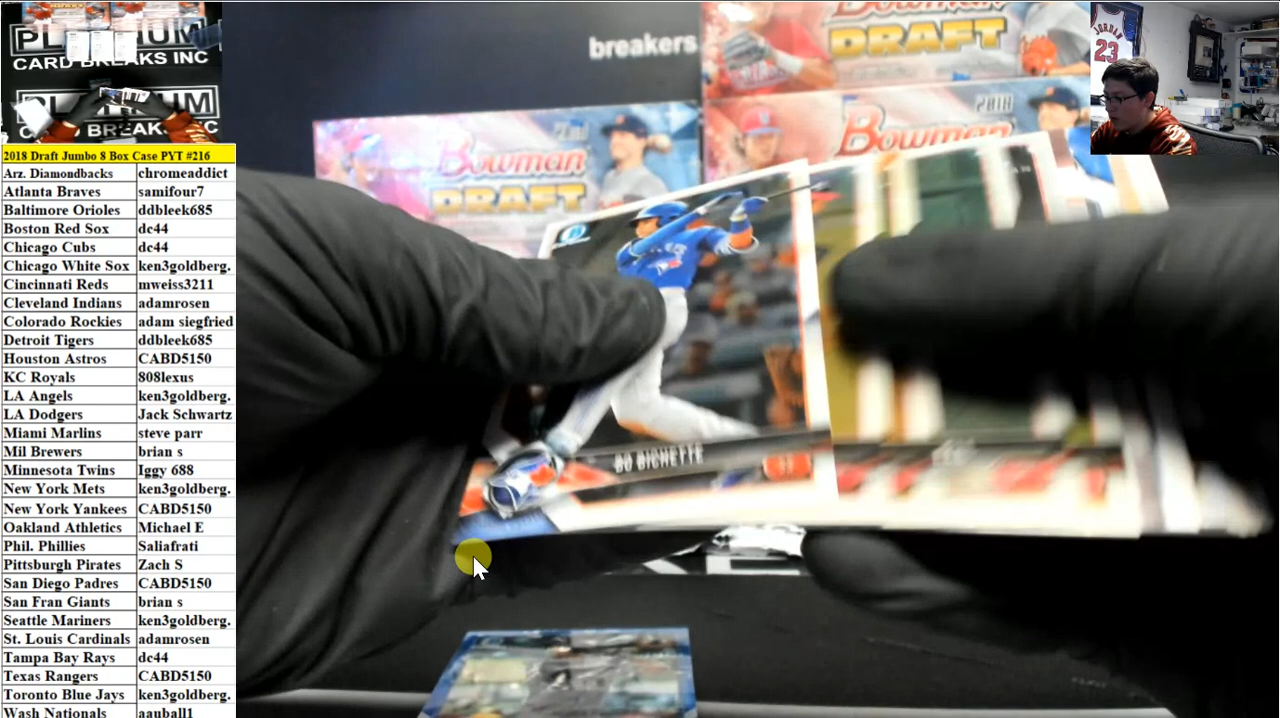 PLATINUM
CARD BREAKS INC
PLATINUM
CARD BREAKS INC
breakers
Bowman
DRAFT
2018
Bowman
Bowman
DRAFT
JORDAN
23
BO BICHETTE
2018 Draft Jumbo 8 Box Case PYT #216
Arz. Diamondbacks chromeaddict
Atlanta Braves samifour7
Baltimore Orioles ddbleek685
Boston Red Sox dc44
Chicago Cubs dc44
Chicago White Sox ken3goldberg.
Cincinnati Reds mweiss3211
Cleveland Indians adamrosen
Colorado Rockies adam siegfried
Detroit Tigers ddbleek685
Houston Astros CABD5150
KC Royals 808lexus
LA Angels ken3goldberg.
LA Dodgers Jack Schwartz
Miami Marlins steve parr
Mil Brewers brian s
Minnesota Twins Iggy 688
New York Mets ken3goldberg.
New York Yankees CABD5150
Oakland Athletics Michael E
Phil. Phillies Saliafrati
Pittsburgh Pirates Zach S
San Diego Padres CABD5150
San Fran Giants brian s
Seattle Mariners ken3goldberg.
St. Louis Cardinals adamrosen
Tampa Bay Rays dc44
Texas Rangers CABD5150
Toronto Blue Jays ken3goldberg.
Wash Nationals aauball1